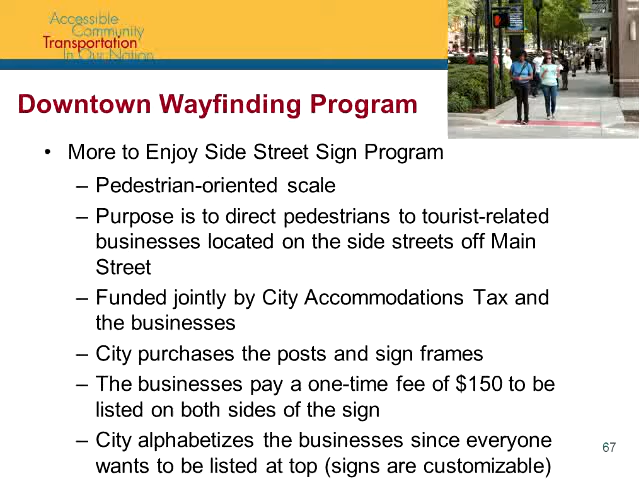 Accessible
Community
Transportation
In Our Nation
Downtown Wayfinding Program
• More to Enjoy Side Street Sign Program
– Pedestrian-oriented scale
– Purpose is to direct pedestrians to tourist-related
businesses located on the side streets off Main
Street
– Funded jointly by City Accommodations Tax and
the businesses
– City purchases the posts and sign frames
– The businesses pay a one-time fee of $150 to be
listed on both sides of the sign
– City alphabetizes the businesses since everyone
wants to be listed at top (signs are customizable)
67